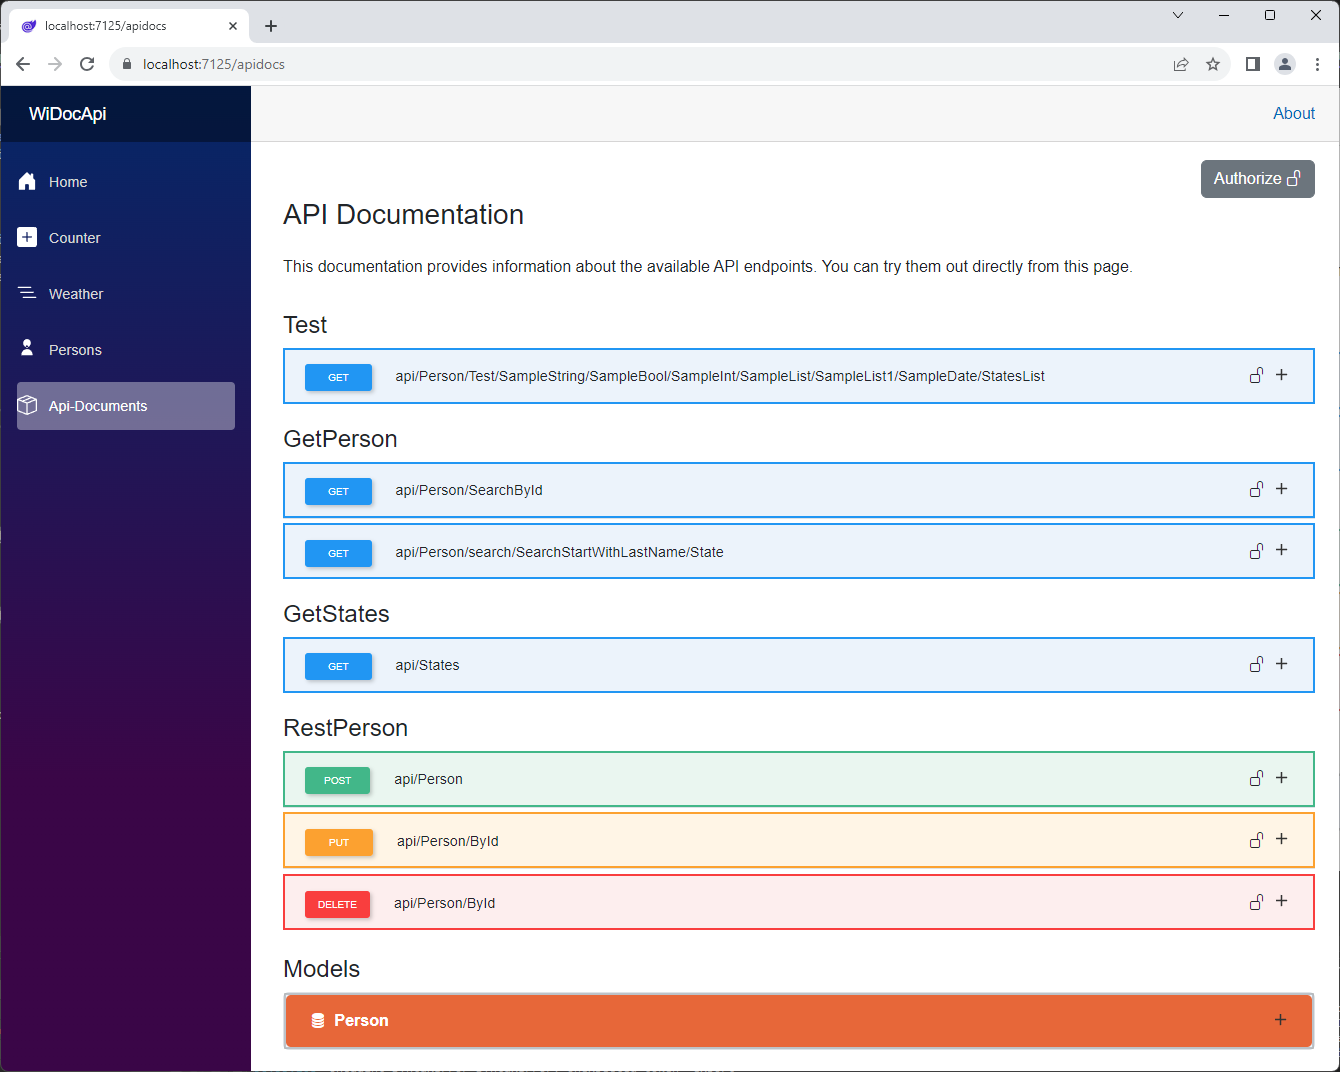 localhost:7125/apidocs
localhost:7125/apidocs
WiDocApi
About
Home
Counter
Weather
Persons
Api-Documents
Authorize
API Documentation
This documentation provides information about the available API endpoints. You can try them out directly from this page.
Test
GET api/Person/Test/SampleString/SampleBool/SampleInt/SampleList/SampleList1/SampleDate/StatesList
GetPerson
GET api/Person/SearchById
GET api/Person/search/SearchStartWithLastName/State
GetStates
GET api/States
RestPerson
POST api/Person
PUT api/Person/ById
DELETE api/Person/ById
Models
Person